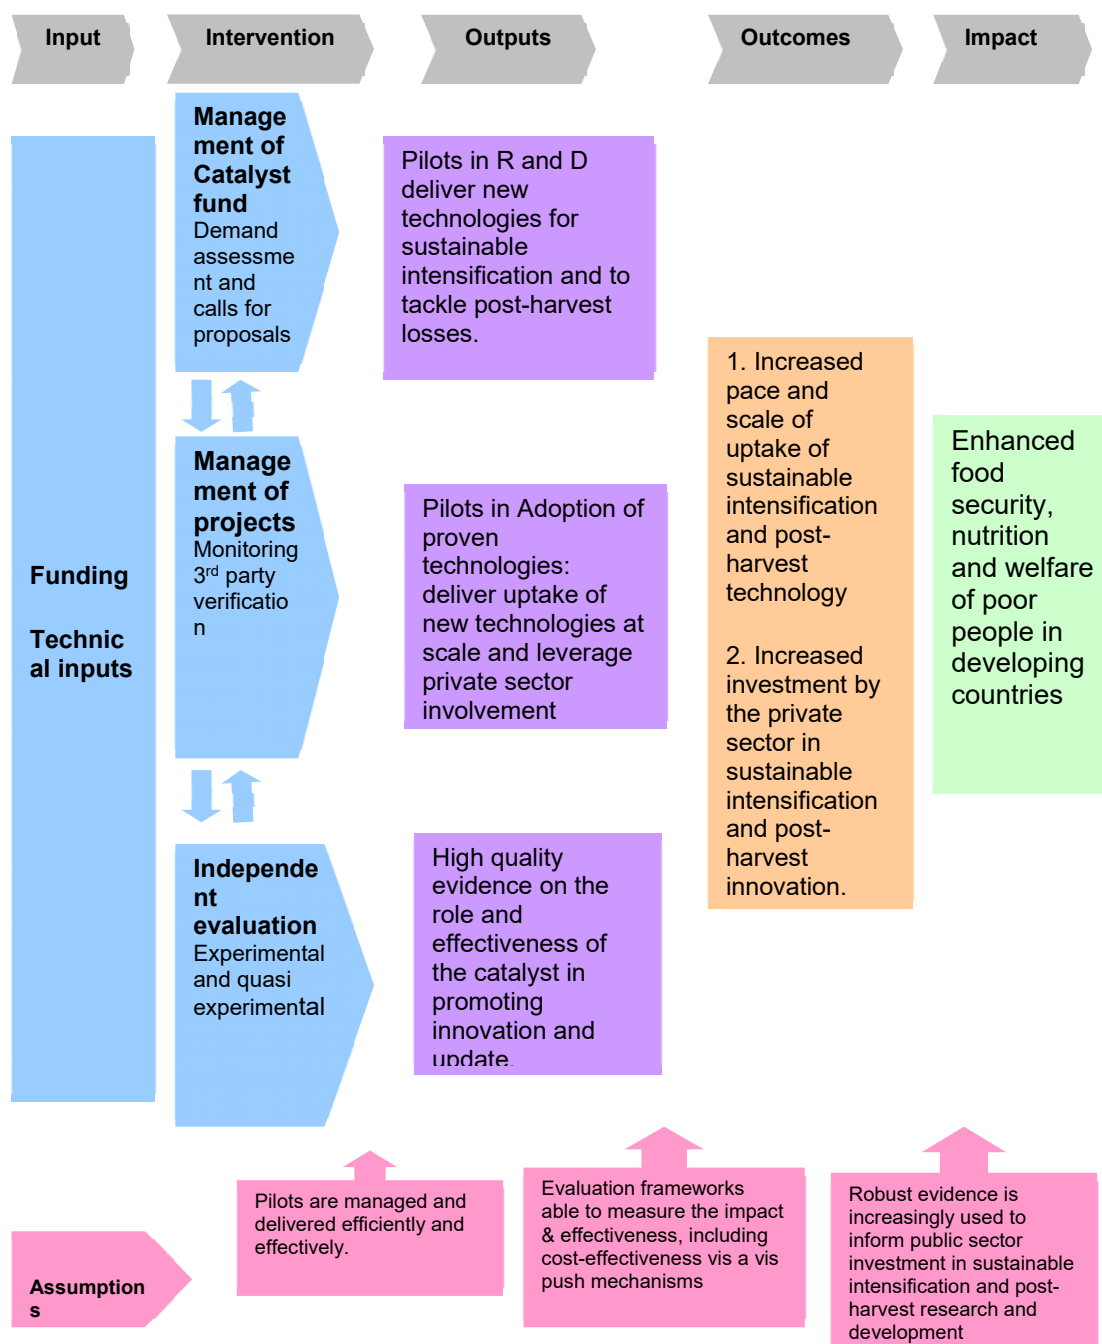 Input
Intervention
Outputs
Outcomes
Impact
Funding
Technic
al inputs
Manage
ment of
Catalyst
fund
Demand
assessme
nt and
calls for
proposals
Manage
ment of
projects
Monitoring
3rd party
verificatio
n
Independe
nt
evaluation
Experimental
and quasi
experimental
Pilots in R and D
deliver new
technologies for
sustainable
intensification and to
tackle post-harvest
losses.
Pilots in Adoption of
proven
technologies:
deliver uptake of
new technologies at
scale and leverage
private sector
involvement
High quality
evidence on the
role and
effectiveness of
the catalyst in
promoting
innovation and
update.
1. Increased
pace and
scale of
uptake of
sustainable
intensification
and post-
harvest
technology
2. Increased
investment by
the private
sector in
sustainable
intensification
and post-
harvest
innovation.
Enhanced
food
security,
nutrition
and welfare
of poor
people in
developing
countries
Assumption
s
Pilots are managed and
delivered efficiently and
effectively.
Evaluation frameworks
able to measure the impact
& effectiveness, including
cost-effectiveness vis a vis
push mechanisms
Robust evidence is
increasingly used to
inform public sector
investment in sustainable
intensification and post-
harvest research and
development